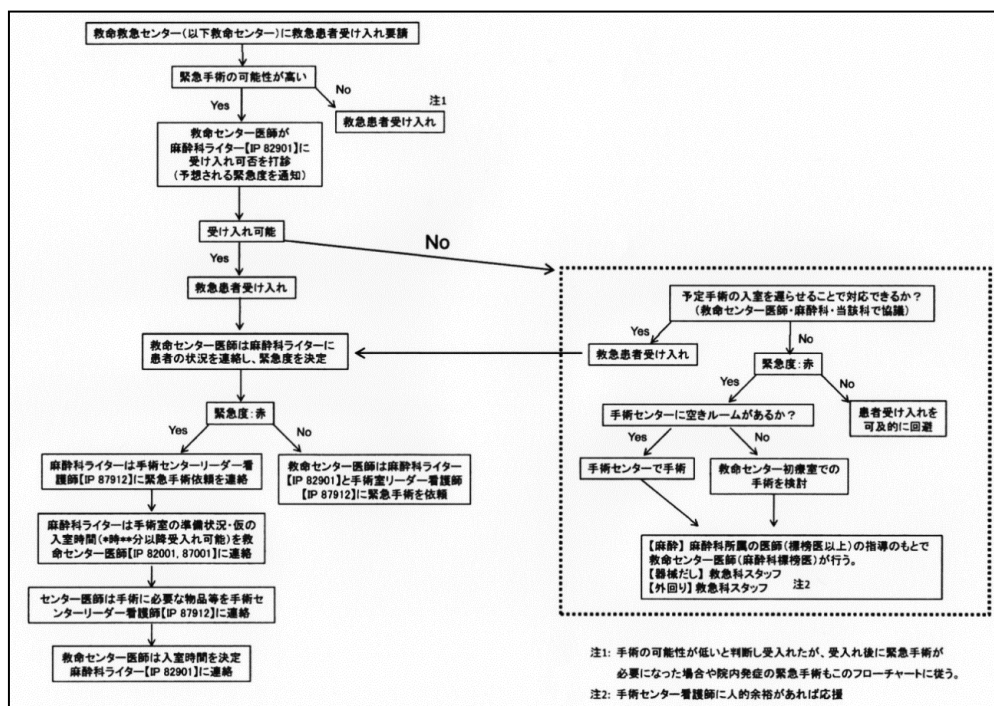 救命救急センター(以下救命センター)に救急患者受け入れ要請
緊急手術の可能性が高い
Yes
No
注1
救急患者受け入れ
救命センター医師が
麻酔科ライター【IP 82901】に
受け入れ可否を打診
(予想される緊急度を通知)
受け入れ可能
No
Yes
救急患者受け入れ
救命センター医師は麻酔科ライターに
患者の状況を連絡し、緊急度を決定
緊急度:赤
Yes
No
麻酔科ライターは手術センターリーダー看
護師【IP 87912】に緊急手術依頼を連絡
救命センター医師は麻酔科ライター
【IP 82901】と手術室リーダー看護師
【IP 87912】に緊急手術を依頼
麻酔科ライターは手術室の準備状況・仮の
入室時間(*時**分以降受入れ可能)を救
命センター医師【IP 82001, 87001】に連絡
センター医師は手術に必要な物品等を手術セ
ンターリーダー看護師【IP 87912】に連絡
救命センター医師は入室時間を決定
麻酔科ライター【IP 82901】に連絡
予定手術の入室を遅らせることで対応できるか?
(救命センター医師・麻酔科・当該科で協議)
Yes
No
救急患者受け入れ
緊急度:赤
Yes
No
手術センターに空きルームがあるか?
患者受け入れを
可及的に回避
Yes
No
手術センターで手術
救命センター初療室での
手術を検討
【麻酔】 麻酔科所属の医師(標榜医以上)の指導のもとで
救命センター医師(麻酔科標榜医)が行う。
【器械だし】 救急科スタッフ
【外回り】 救急科スタッフ 注2
注1: 手術の可能性が低いと判断し受入れたが、受入れ後に緊急手術が
必要になった場合や院内発症の緊急手術もこのフローチャートに従う。
注2: 手術センター看護師に人的余裕があれば応援